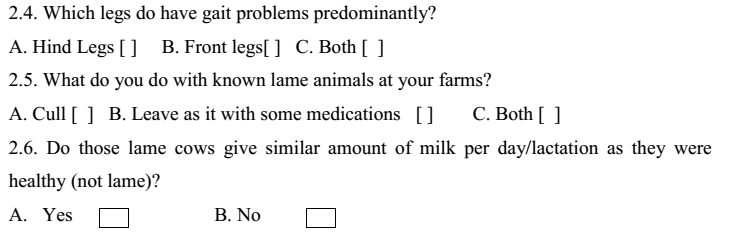 2.4. Which legs do have gait problems predominantly?
A. Hind Legs [ ] B. Front legs[ ] C. Both [ ]
2.5. What do you do with known lame animals at your farms?
A. Cull [ ] B. Leave as it with some medications [ ] C. Both [ ]
2.6. Do those lame cows give similar amount of milk per day/lactation as they were
healthy (not lame)?
A. Yes B. No